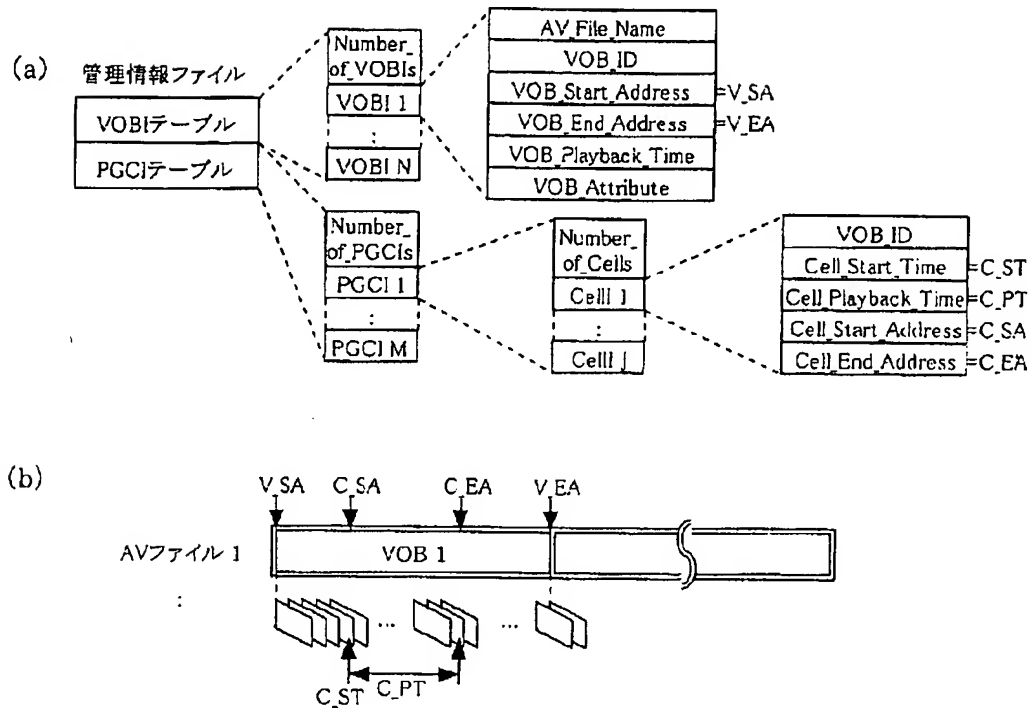 (a)
管理情報ファイル
VOBIテーブル
PGCIテーブル
Number_
of_VOBIs
VOBI 1
:
VOBI N
AV_File_Name
VOB_ID
VOB_Start_Address =V_SA
VOB_End_Address =V_EA
VOB_Playback_Time
VOB_Attribute
Number_
of_PGCIs
PGCI 1
:
PGCI M
Number_
of_Cells
CellI 1
:
CellI j
VOB_ID
Cell_Start_Time =C_ST
Cell_Playback_Time =C_PT
Cell_Start_Address =C_SA
Cell_End_Address =C_EA
(b)
V_SA C_SA C_EA V_EA
AVファイル 1 VOB 1
:
... ...
C_ST C_PT